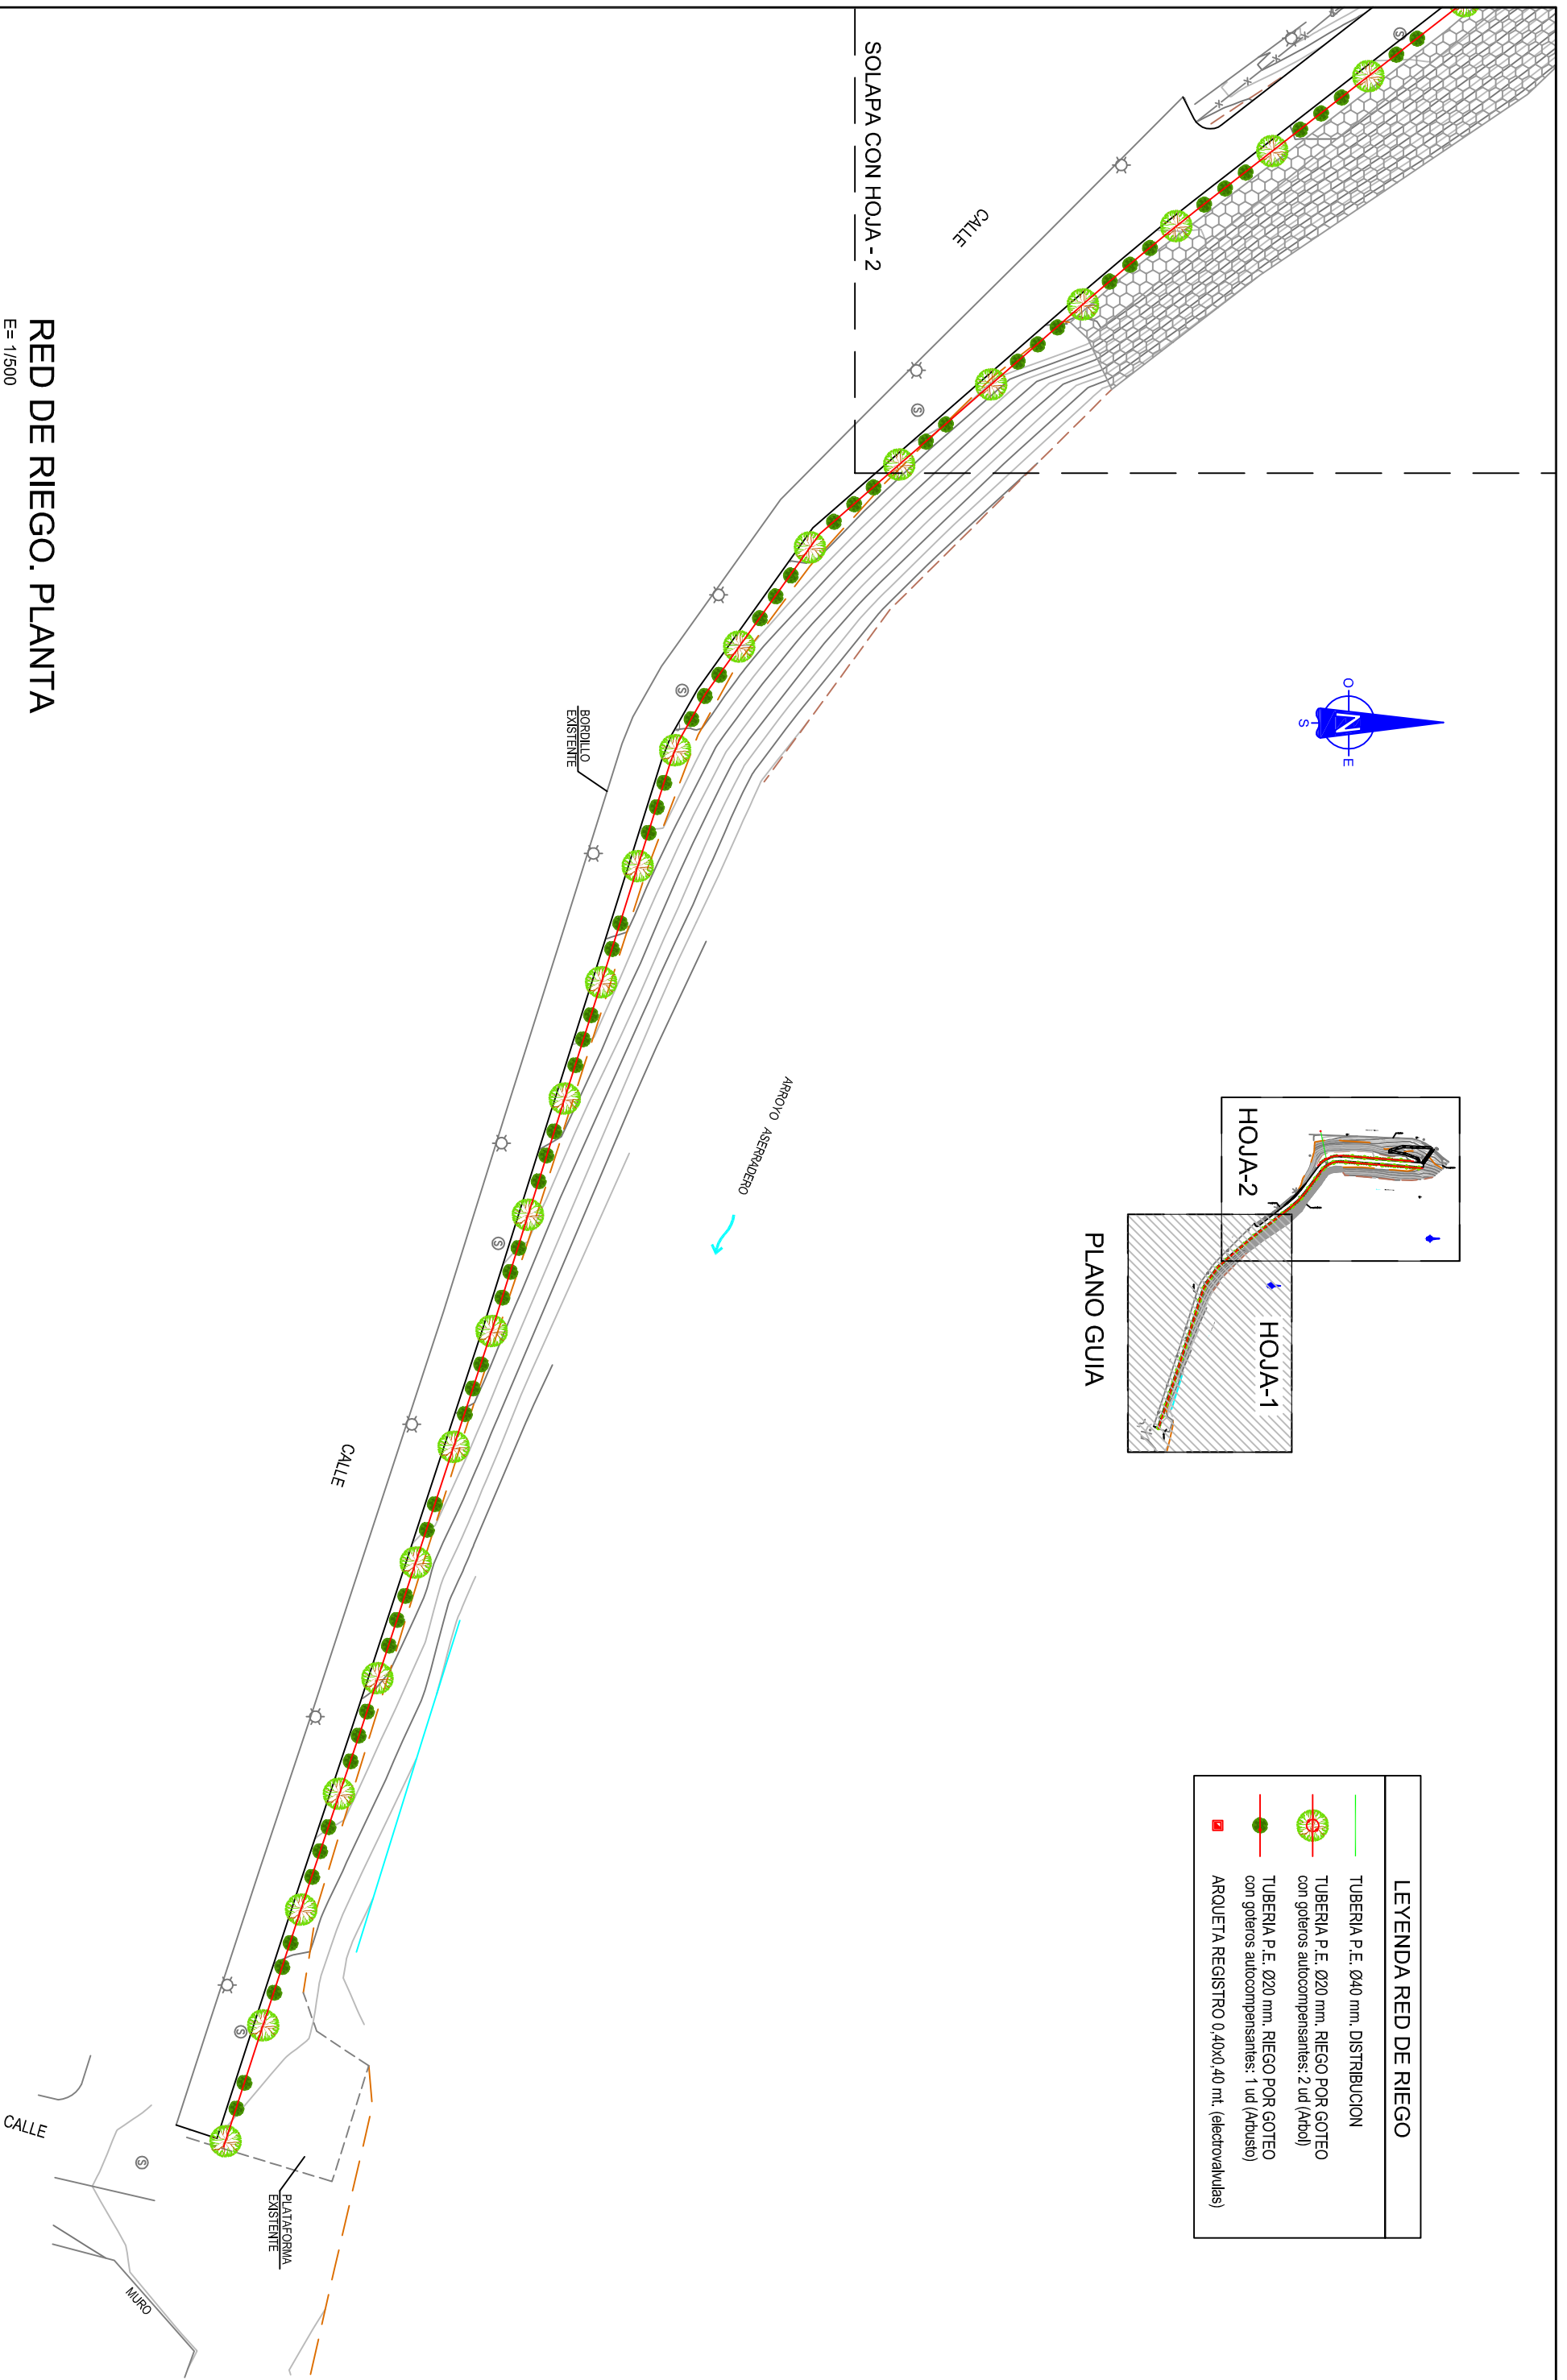 SOLAPA CON HOJA - 2
CALLE
O
N
S
E
HOJA-2
HOJA-1
PLANO GUIA
LEYENDA RED DE RIEGO
TUBERIA P.E. Ø40 mm. DISTRIBUCION
TUBERIA P.E. Ø20 mm. RIEGO POR GOTEO
con goteros autocompensantes: 2 ud (Arbol)
TUBERIA P.E. Ø20 mm. RIEGO POR GOTEO
con goteros autocompensantes: 1 ud (Arbusto)
ARQUETA REGISTRO 0,40x0,40 mt. (electrovalvulas)
ARROYO ASERRADERO
BORDILLO
EXISTENTE
CALLE
PLATAFORMA
EXISTENTE
CALLE
MURO
S
S
S
S
S
S
RED DE RIEGO. PLANTA
E= 1/500